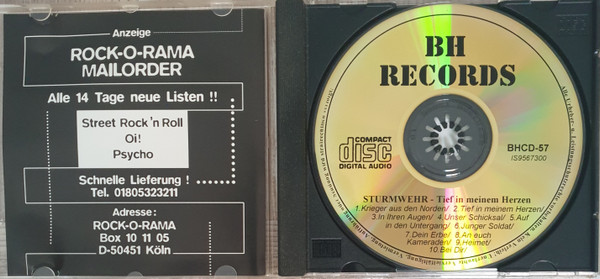 Anzeige
ROCK-O-RAMA
MAILORDER
Alle 14 Tage neue Listen !!
Street Rock'n Roll
Oi!
Psycho
Schnelle Lieferung !
Tel. 01805323211
Adresse:
ROCK-O-RAMA
Box 10 11 05
D-50451 Köln
BH
RECORDS
COMPACT
disc
DIGITAL AUDIO
BHCD-57
IS9567300
STURMWEHR - Tief in meinem Herzen
1.Krieger aus den Norden/ 2.Tief in meinem Herzen/
3.In Ihren Augen/ 4.Unser Schicksal/ 5.Auf
in den Untergang/ 6.Junger Soldat/
7.Dein Erbe/ 8.An euch
Kameraden/ 9.Heimet/
10.Bei Dir/